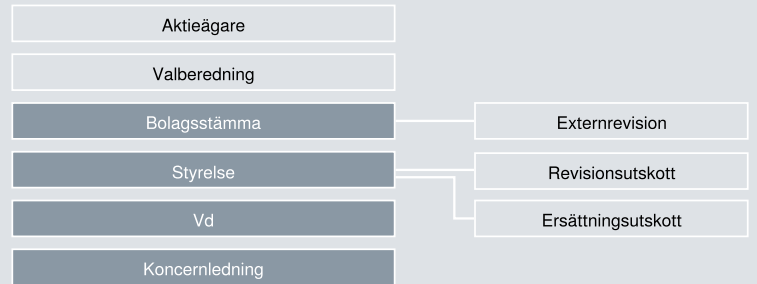 Aktieägare
Valberedning
Bolagsstämma
Externrevision
Styrelse
Revisionsutskott
Vd
Ersättningsutskott
Koncernledning